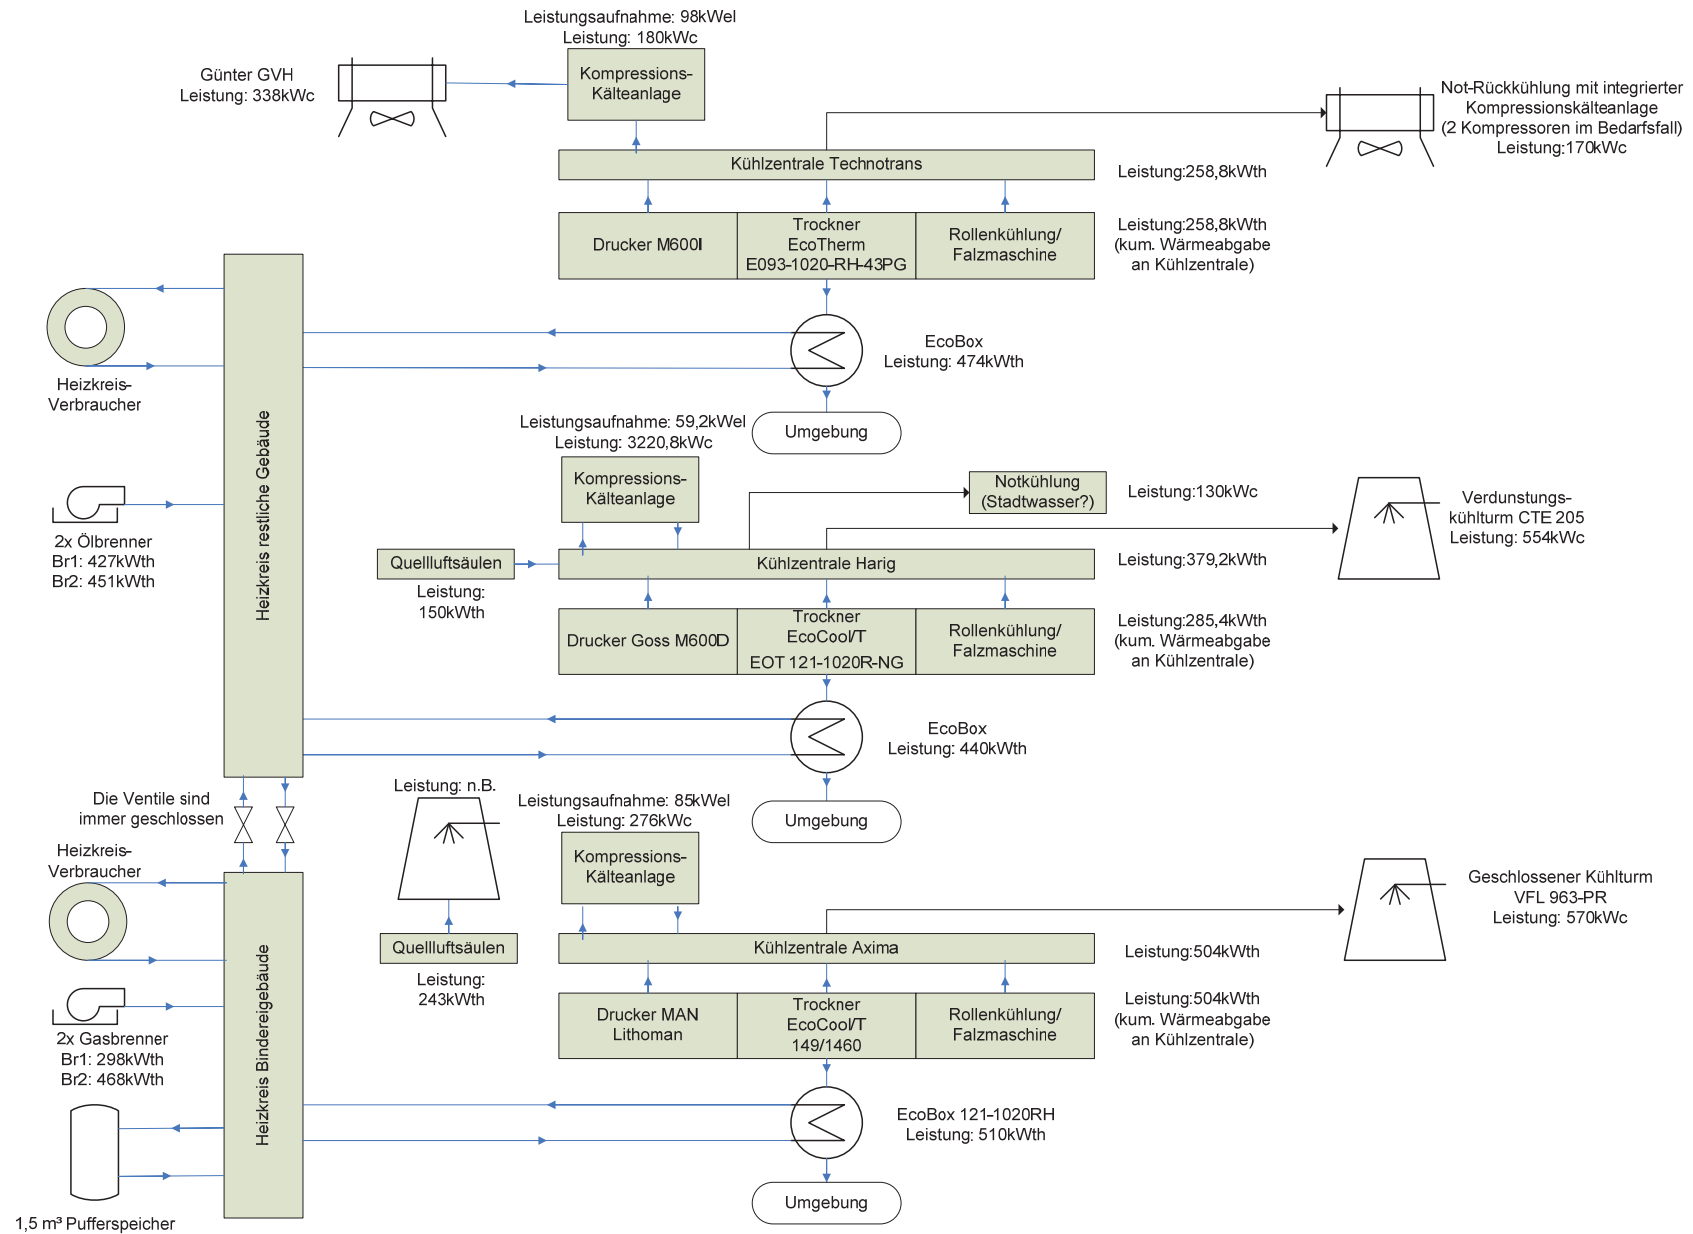 Leistungsaufnahme: 98kWel
Leistung: 180kWc
Günter GVH
Leistung: 338kWc
Kompressions-
Kälteanlage
Not-Rückkühlung mit integrierter
Kompressionskälteanlage
(2 Kompressoren im Bedarfsfall)
Leistung:170kWc
Kühlzentrale Technotrans
Leistung:258,8kWth
Drucker M600I
Trockner
EcoTherm
E093-1020-RH-43PG
Rollenkühlung/
Falzmaschine
Leistung:258,8kWth
(kum. Wärmeabgabe
an Kühlzentrale)
EcoBox
Leistung: 474kWth
Umgebung
Heizkreis-
Verbraucher
Heizkreis restliche Gebäude
2x Ölbrenner
Br1: 427kWth
Br2: 451kWth
Leistungsaufnahme: 59,2kWel
Leistung: 3220,8kWc
Kompressions-
Kälteanlage
Notkühlung
(Stadtwasser?)
Leistung:130kWc
Verdunstungs-
kühlturm CTE 205
Leistung: 554kWc
Quellluftsäulen
Leistung:
150kWth
Kühlzentrale Harig
Leistung:379,2kWth
Drucker Goss M600D
Trockner
EcoCool/T
EOT 121-1020R-NG
Rollenkühlung/
Falzmaschine
Leistung:285,4kWth
(kum. Wärmeabgabe
an Kühlzentrale)
EcoBox
Leistung: 440kWth
Umgebung
Die Ventile sind
immer geschlossen
Leistung: n.B.
Leistungsaufnahme: 85kWel
Leistung: 276kWc
Kompressions-
Kälteanlage
Heizkreis-
Verbraucher
Geschlossener Kühlturm
VFL 963-PR
Leistung: 570kWc
Quellluftsäulen
Leistung:
243kWth
Kühlzentrale Axima
Leistung:504kWth
Drucker MAN
Lithoman
Trockner
EcoCool/T
149/1460
Rollenkühlung/
Falzmaschine
Leistung:504kWth
(kum. Wärmeabgabe
an Kühlzentrale)
2x Gasbrenner
Br1: 298kWth
Br2: 468kWth
Heizkreis Bindereigebäude
EcoBox 121-1020RH
Leistung: 510kWth
Umgebung
1,5 m³ Pufferspeicher